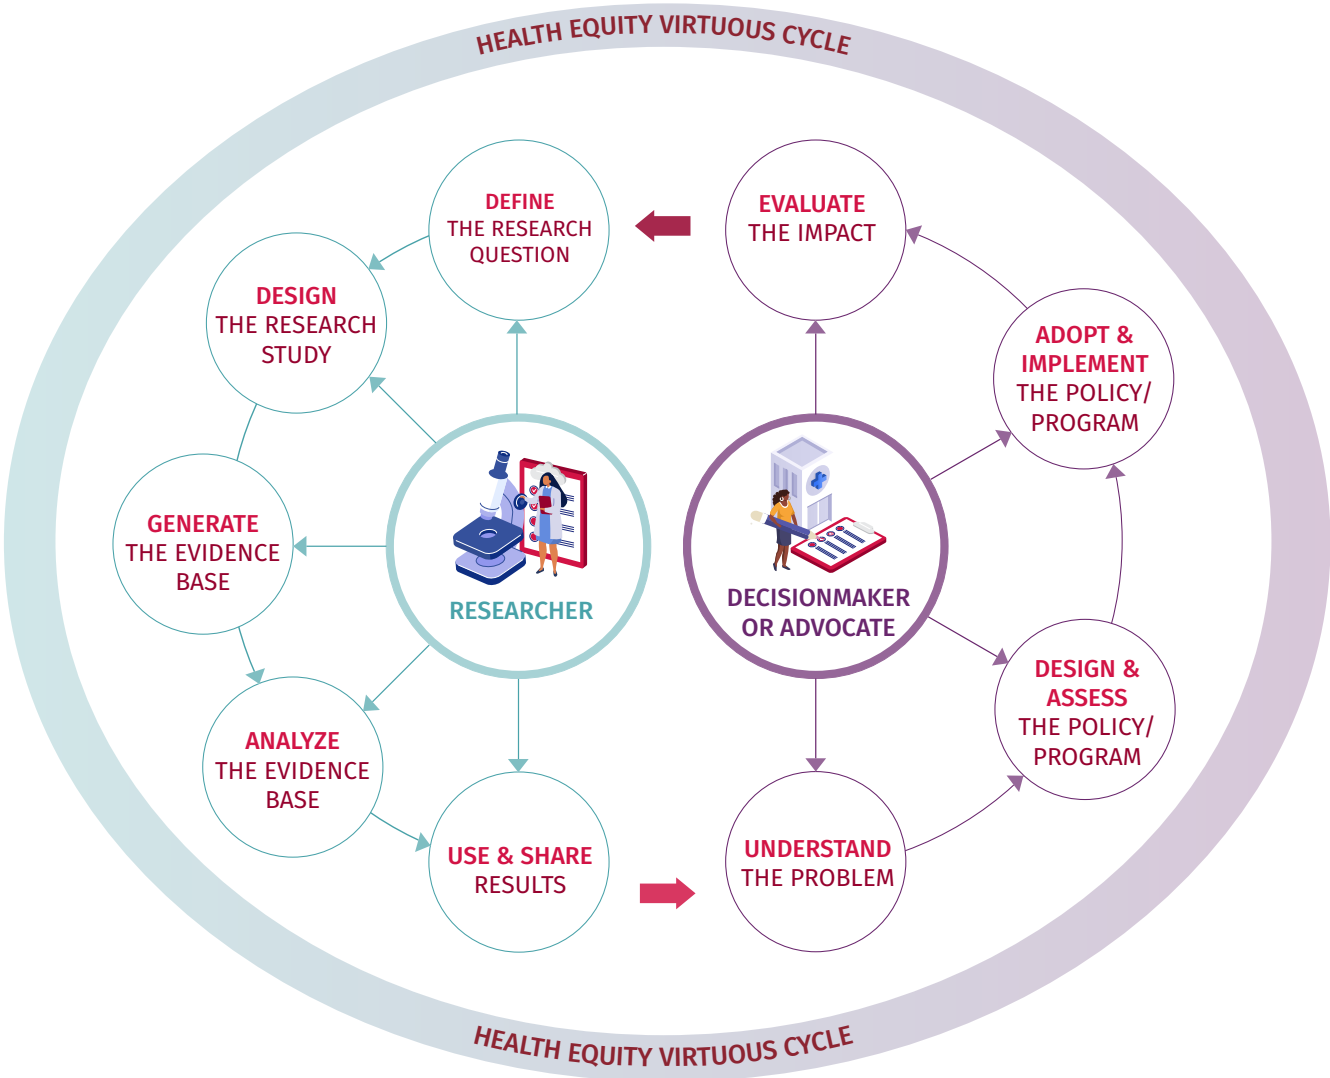 HEALTH EQUITY VIRTUOUS CYCLE
DEFINE
THE RESEARCH
QUESTION
DESIGN
THE RESEARCH
STUDY
GENERATE
THE EVIDENCE
BASE
ANALYZE
THE EVIDENCE
BASE
USE & SHARE
RESULTS
RESEARCHER
EVALUATE
THE IMPACT
ADOPT &
IMPLEMENT
THE POLICY/
PROGRAM
DECISIONMAKER
OR ADVOCATE
DESIGN &
ASSESS
THE POLICY/
PROGRAM
UNDERSTAND
THE PROBLEM
HEALTH EQUITY VIRTUOUS CYCLE